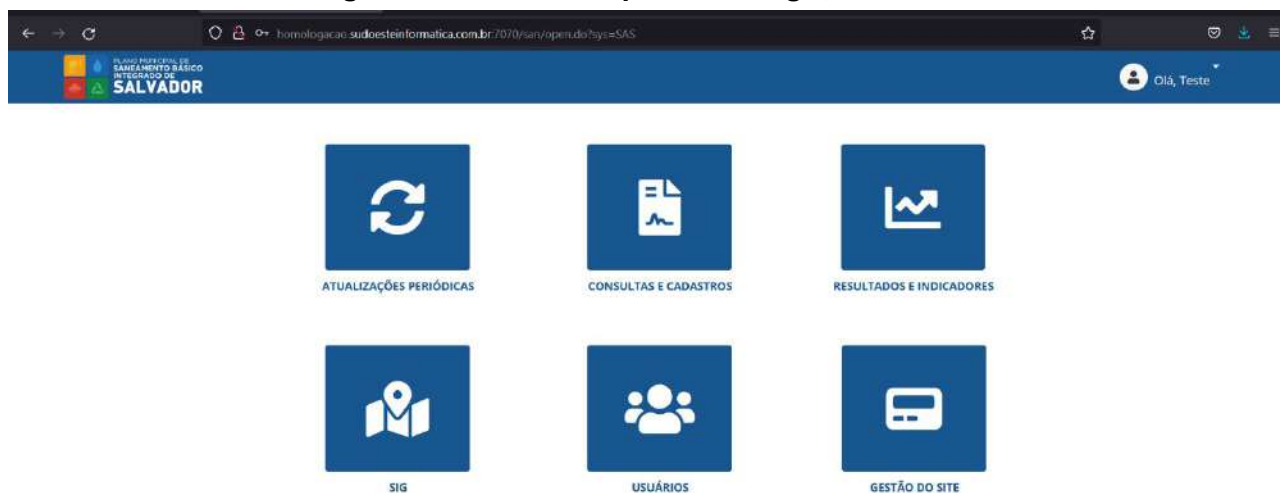 homologacao.sudoesteinformatica.com.br:7070/san/open.do?sys=SAS
PLANO MUNICIPAL DE
SANEAMENTO BÁSICO
INTEGRADO DE
SALVADOR
Olá, Teste
ATUALIZAÇÕES PERIÓDICAS
CONSULTAS E CADASTROS
RESULTADOS E INDICADORES
SIG
USUÁRIOS
GESTÃO DO SITE